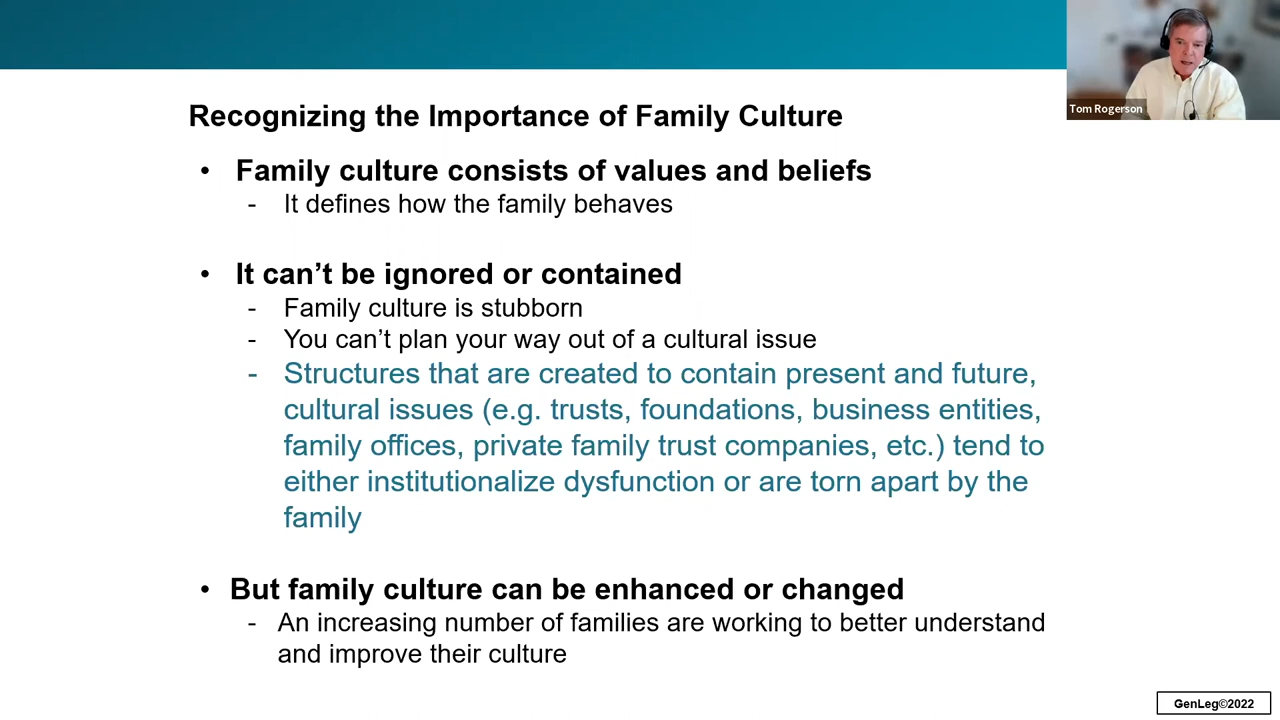 Tom Rogerson
Recognizing the Importance of Family Culture
• Family culture consists of values and beliefs
- It defines how the family behaves
• It can’t be ignored or contained
- Family culture is stubborn
- You can’t plan your way out of a cultural issue
- Structures that are created to contain present and future,
cultural issues (e.g. trusts, foundations, business entities,
family offices, private family trust companies, etc.) tend to
either institutionalize dysfunction or are torn apart by the
family
• But family culture can be enhanced or changed
- An increasing number of families are working to better understand
and improve their culture
GenLeg©2022